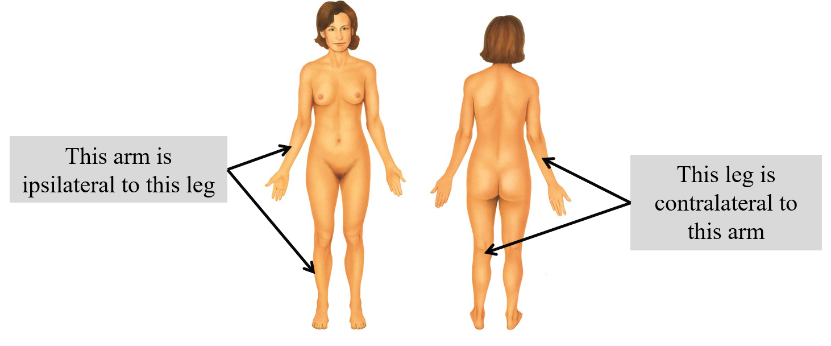 This arm is
ipsilateral to this leg
This leg is
contralateral to
this arm